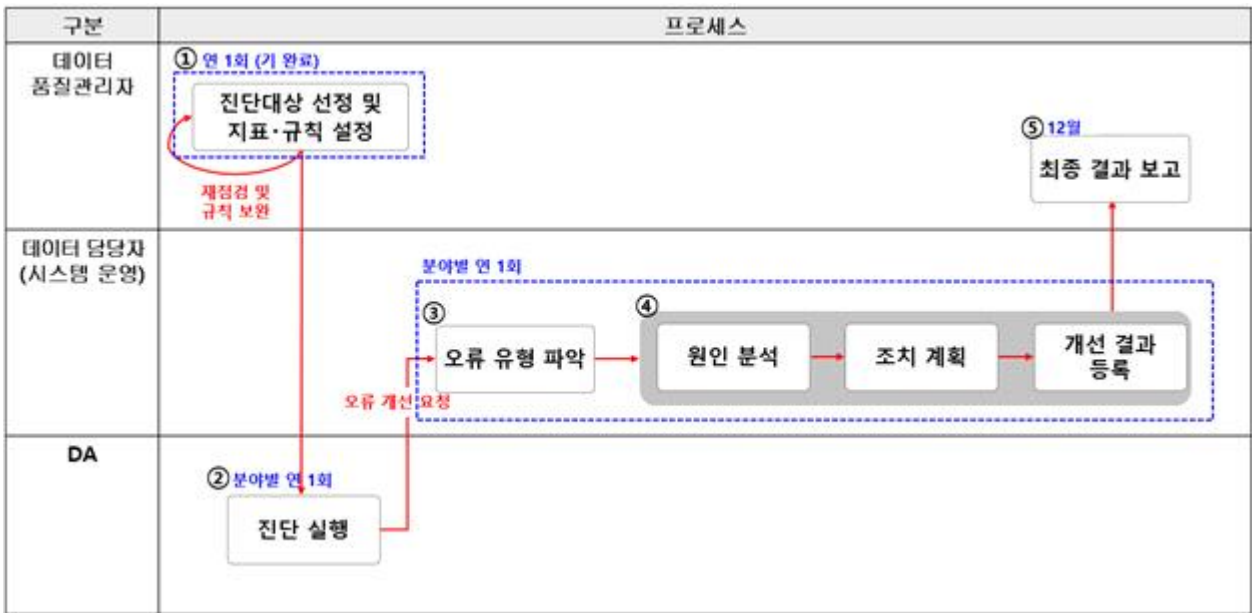 구분
프로세스
데이터
품질관리자
① 연 1회 (기 완료)
진단대상 선정 및
지표·규칙 설정
재점검 및
규칙 보완
⑤ 12월
최종 결과 보고
데이터 담당자
(시스템 운영)
분야별 연 1회
③
오류 유형 파악
④
원인 분석
조치 계획
개선 결과
등록
오류 개선 요청
DA
② 분야별 연 1회
진단 실행